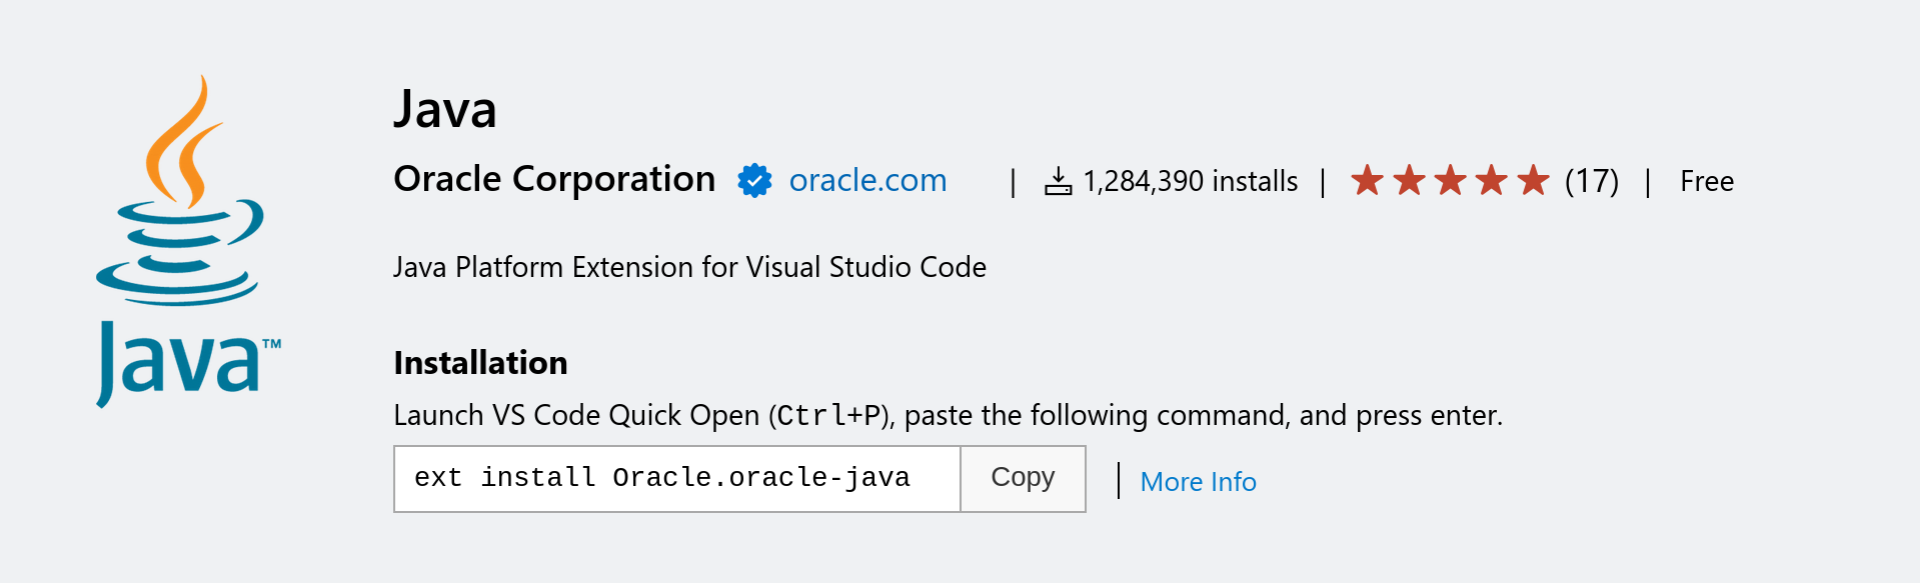 Java
Oracle Corporation oracle.com | 1,284,390 installs | (17) | Free
Java Platform Extension for Visual Studio Code
Java™
Installation
Launch VS Code Quick Open (Ctrl+P), paste the following command, and press enter.
ext install Oracle.oracle-java Copy | More Info